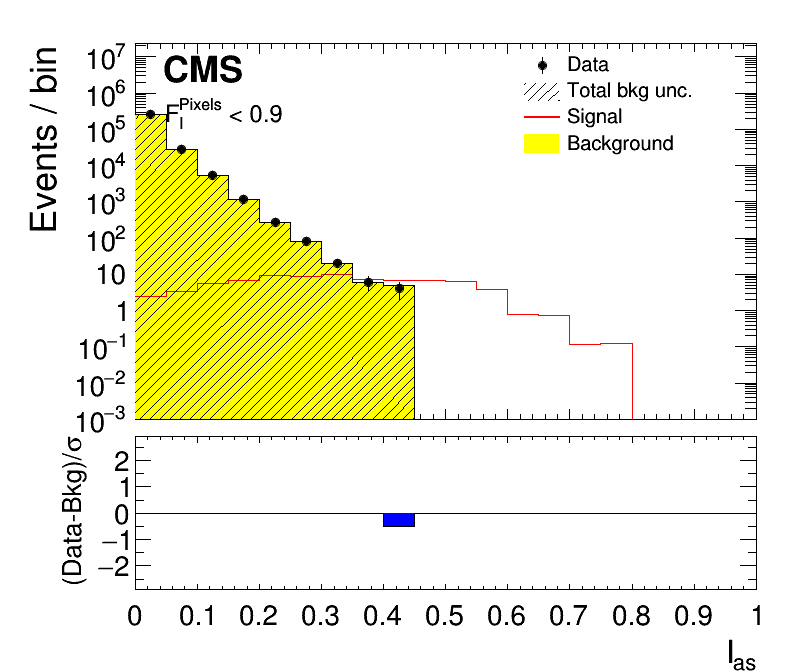 CMS
F_I^Pixels < 0.9
Data
Total bkg unc.
Signal
Background
Events / bin
10^7
10^6
10^5
10^4
10^3
10^2
10
1
10^−1
10^−2
10^−3
(Data-Bkg)/σ
2
1
0
−1
−2
0 0.1 0.2 0.3 0.4 0.5 0.6 0.7 0.8 0.9 1
I_as